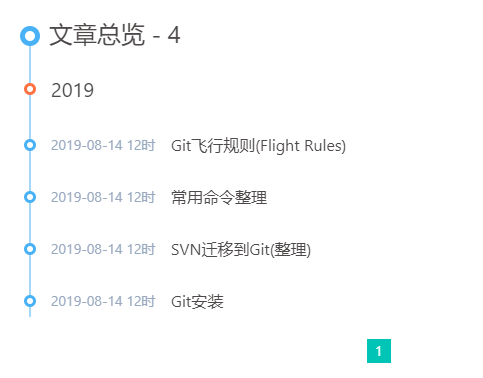 文章总览 - 4
2019
2019-08-14 12时 Git飞行规则(Flight Rules)
2019-08-14 12时 常用命令整理
2019-08-14 12时 SVN迁移到Git(整理)
2019-08-14 12时 Git安装
1